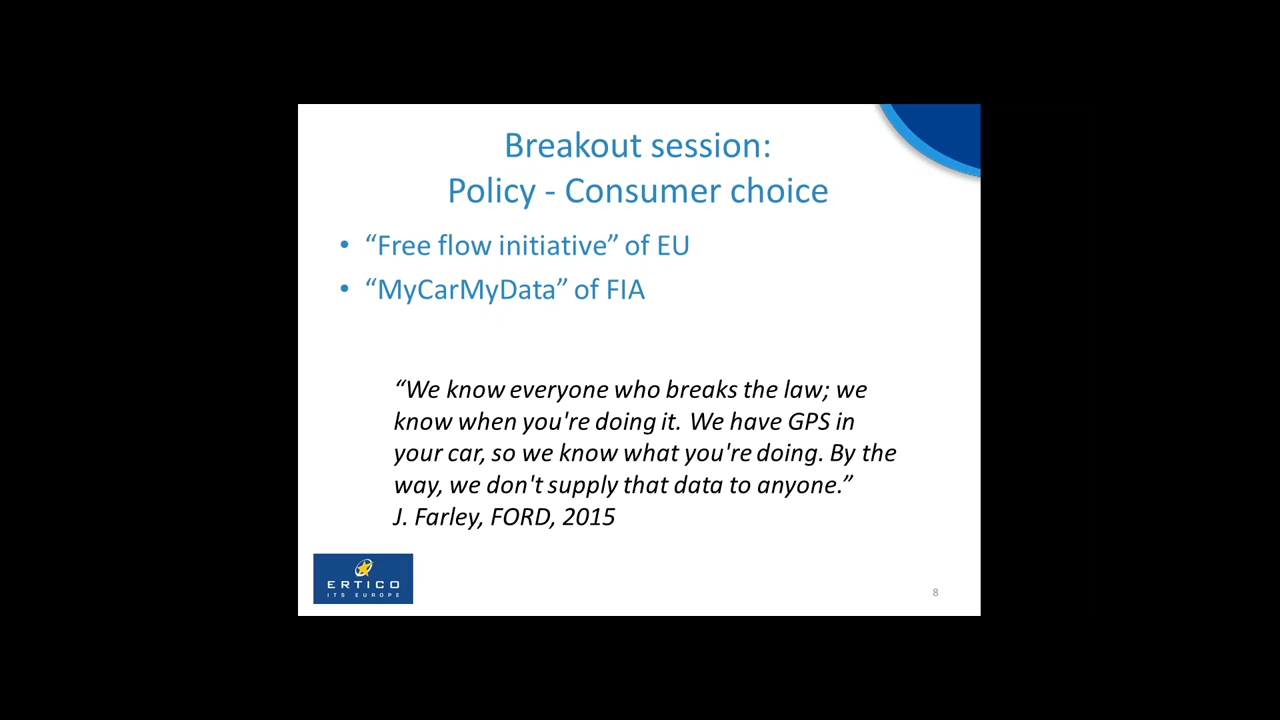 Breakout session:
Policy - Consumer choice
• “Free flow initiative” of EU
• “MyCarMyData” of FIA
“We know everyone who breaks the law; we
know when you're doing it. We have GPS in
your car, so we know what you're doing. By the
way, we don't supply that data to anyone.”
J. Farley, FORD, 2015
ERTICO
ITS EUROPE
8